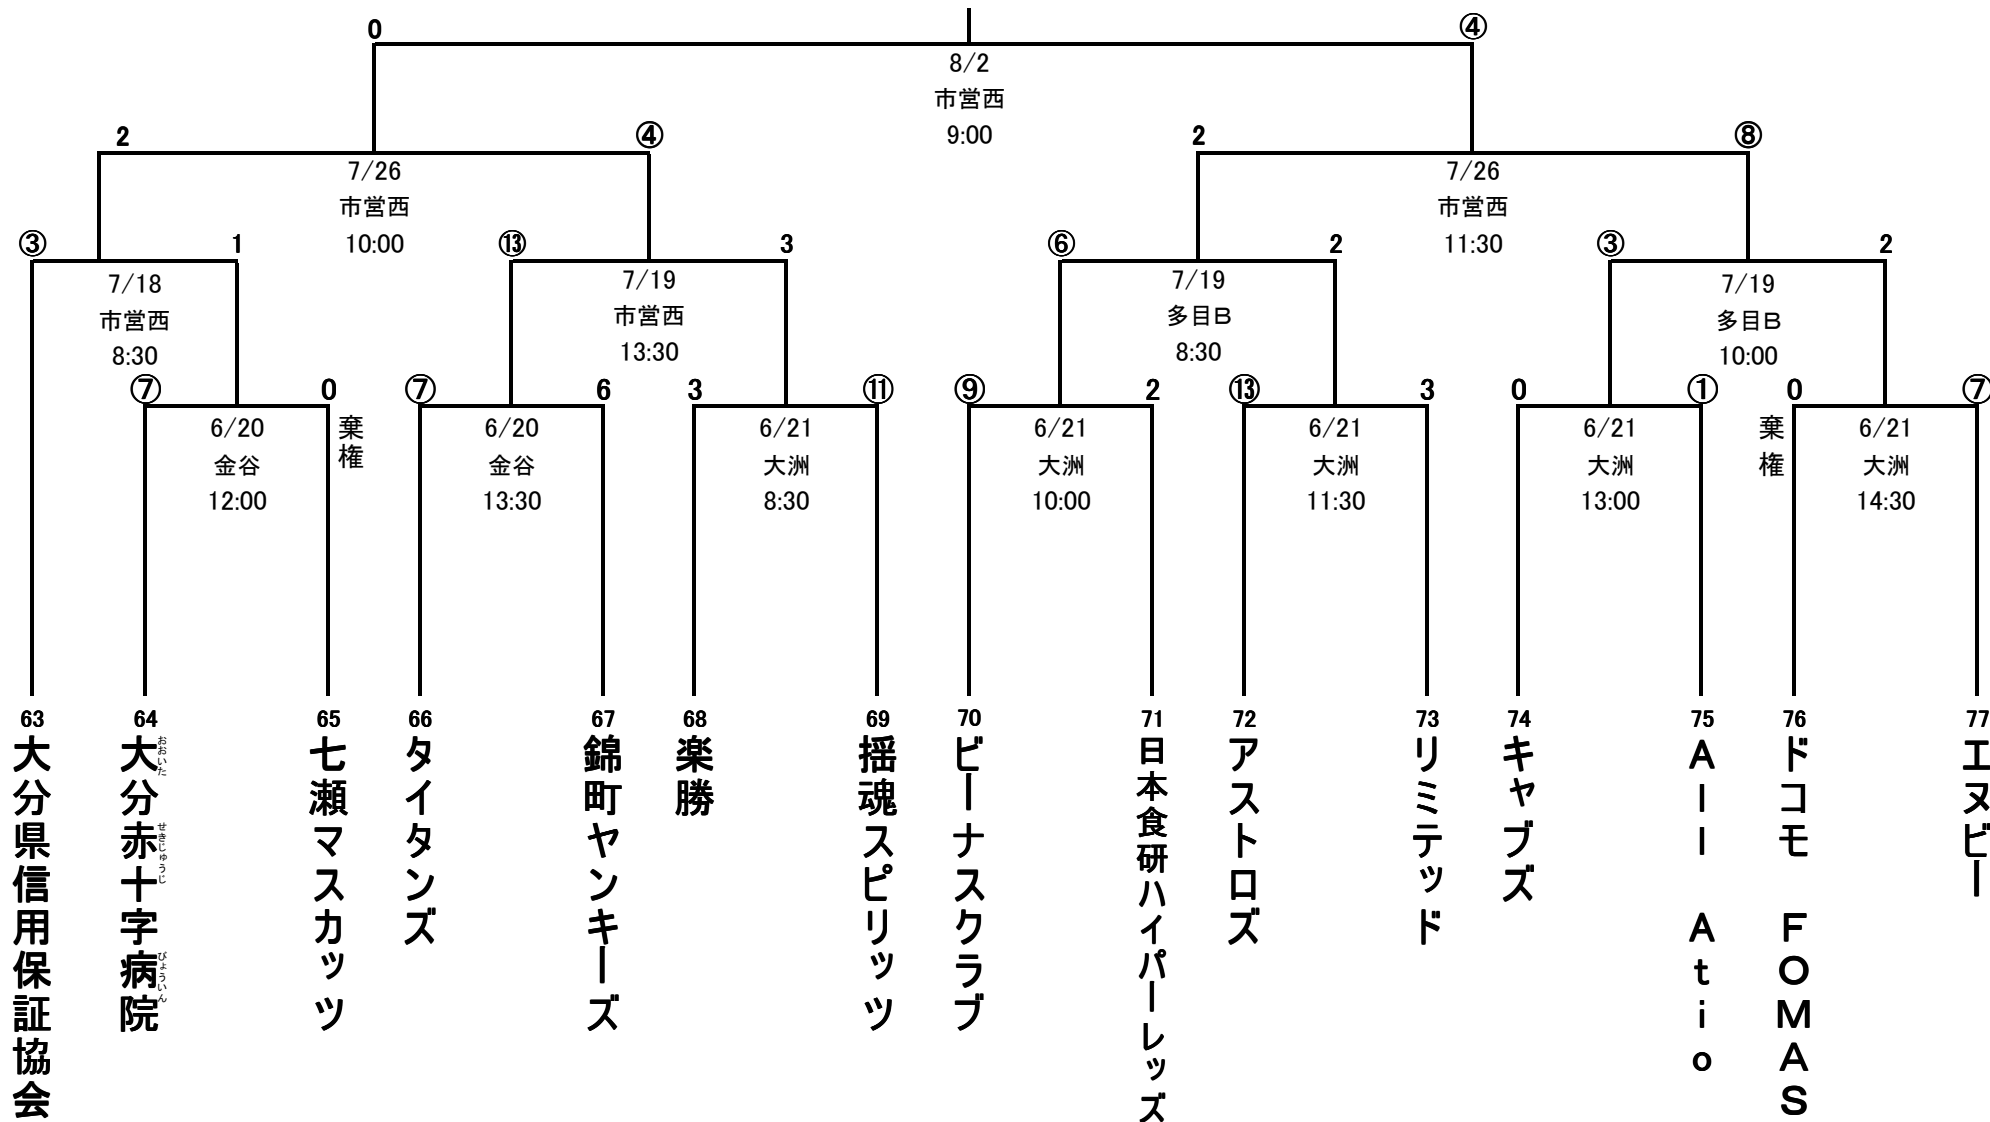 0
④
8/2
市営西
9:00
2
④
2
⑧
7/26
市営西
10:00
7/26
市営西
11:30
③
1
⑬
3
⑥
2
③
2
7/18
市営西
8:30
7/19
市営西
13:30
7/19
多目B
8:30
7/19
多目B
10:00
⑦
0
棄権
⑦
6
3
⑪
⑨
2
⑬
3
0
①
0
棄権
⑦
6/20
金谷
12:00
6/20
金谷
13:30
6/21
大洲
8:30
6/21
大洲
10:00
6/21
大洲
11:30
6/21
大洲
13:00
6/21
大洲
14:30
63
大分県信用保証協会
64
大分赤十字病院
おおいた
せきじゅうじ
びょういん
65
七瀬マスカッツ
66
タイタンズ
67
錦町ヤンキーズ
68
楽勝
69
揺魂スピリッツ
70
ビーナスクラブ
71
日本食研ハイパーレッズ
72
アストロズ
73
リミテッド
74
キャブズ
75
All Atio
76
ドコモ FOMAS
77
エヌビー